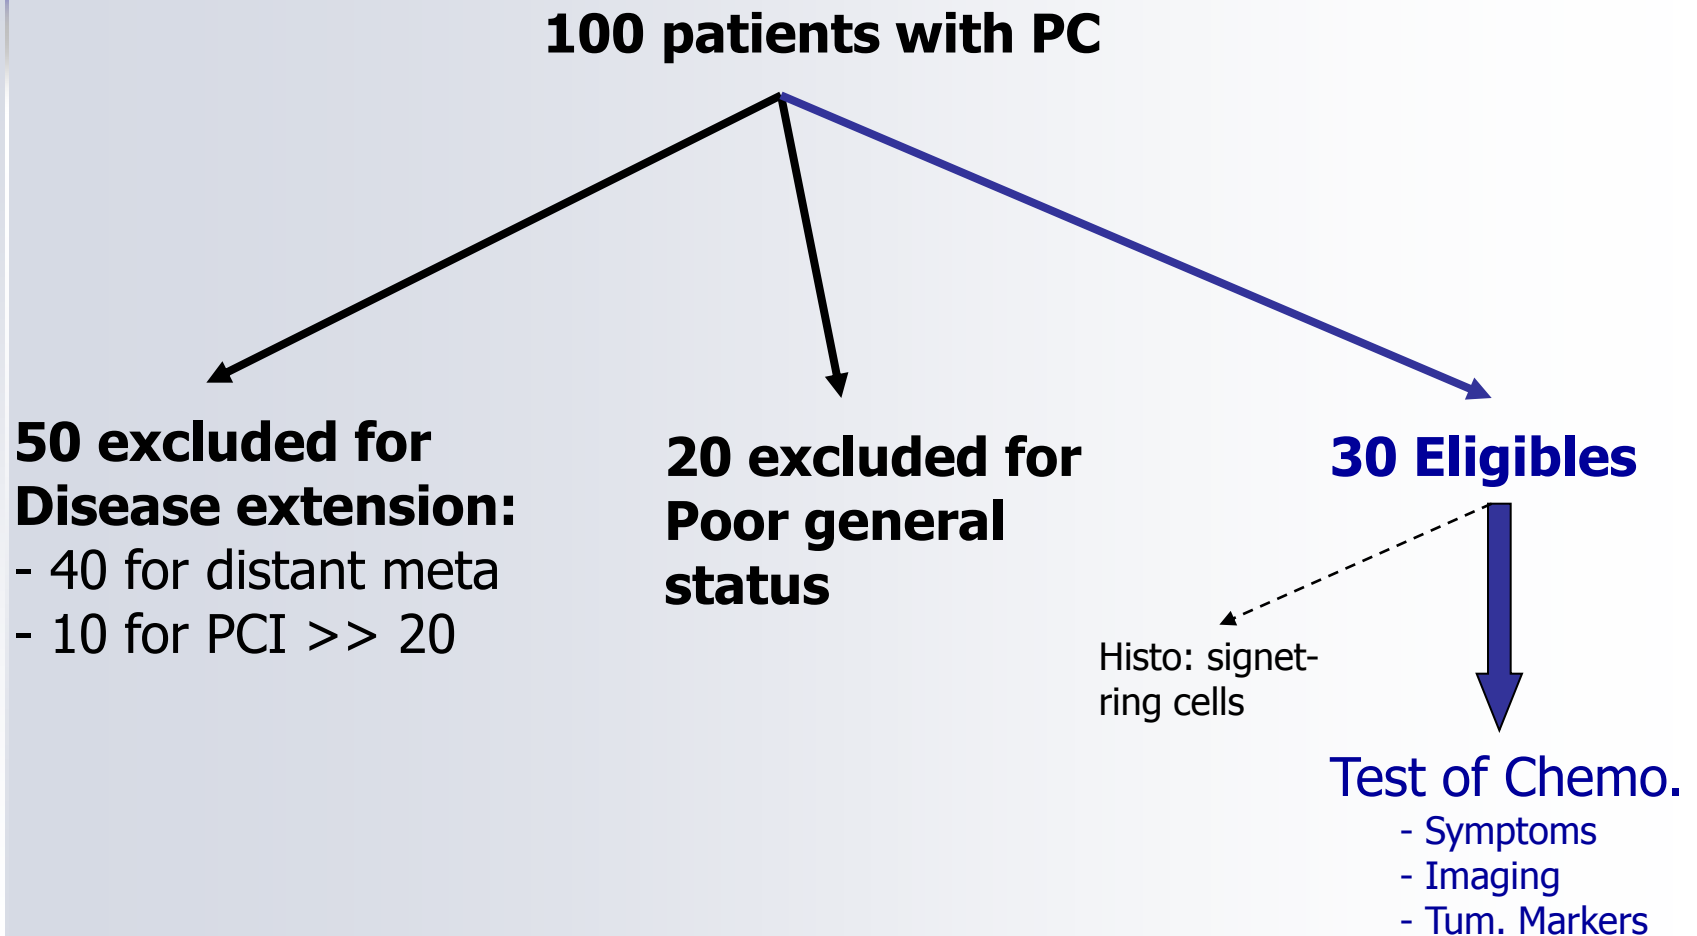 100 patients with PC
50 excluded for
Disease extension:
- 40 for distant meta
- 10 for PCI >> 20
20 excluded for
Poor general
status
30 Eligibles
Histo: signet-
ring cells
Test of Chemo.
- Symptoms
- Imaging
- Tum. Markers